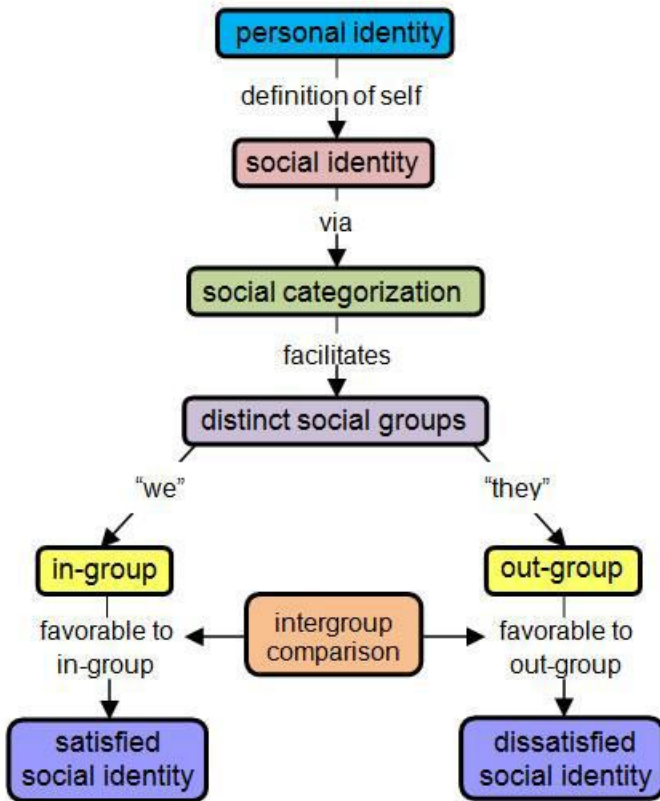 personal identity
definition of self
social identity
via
social categorization
facilitates
distinct social groups
“we”
“they”
in-group
out-group
favorable to
in-group
intergroup
comparison
favorable to
out-group
satisfied
social identity
dissatisfied
social identity